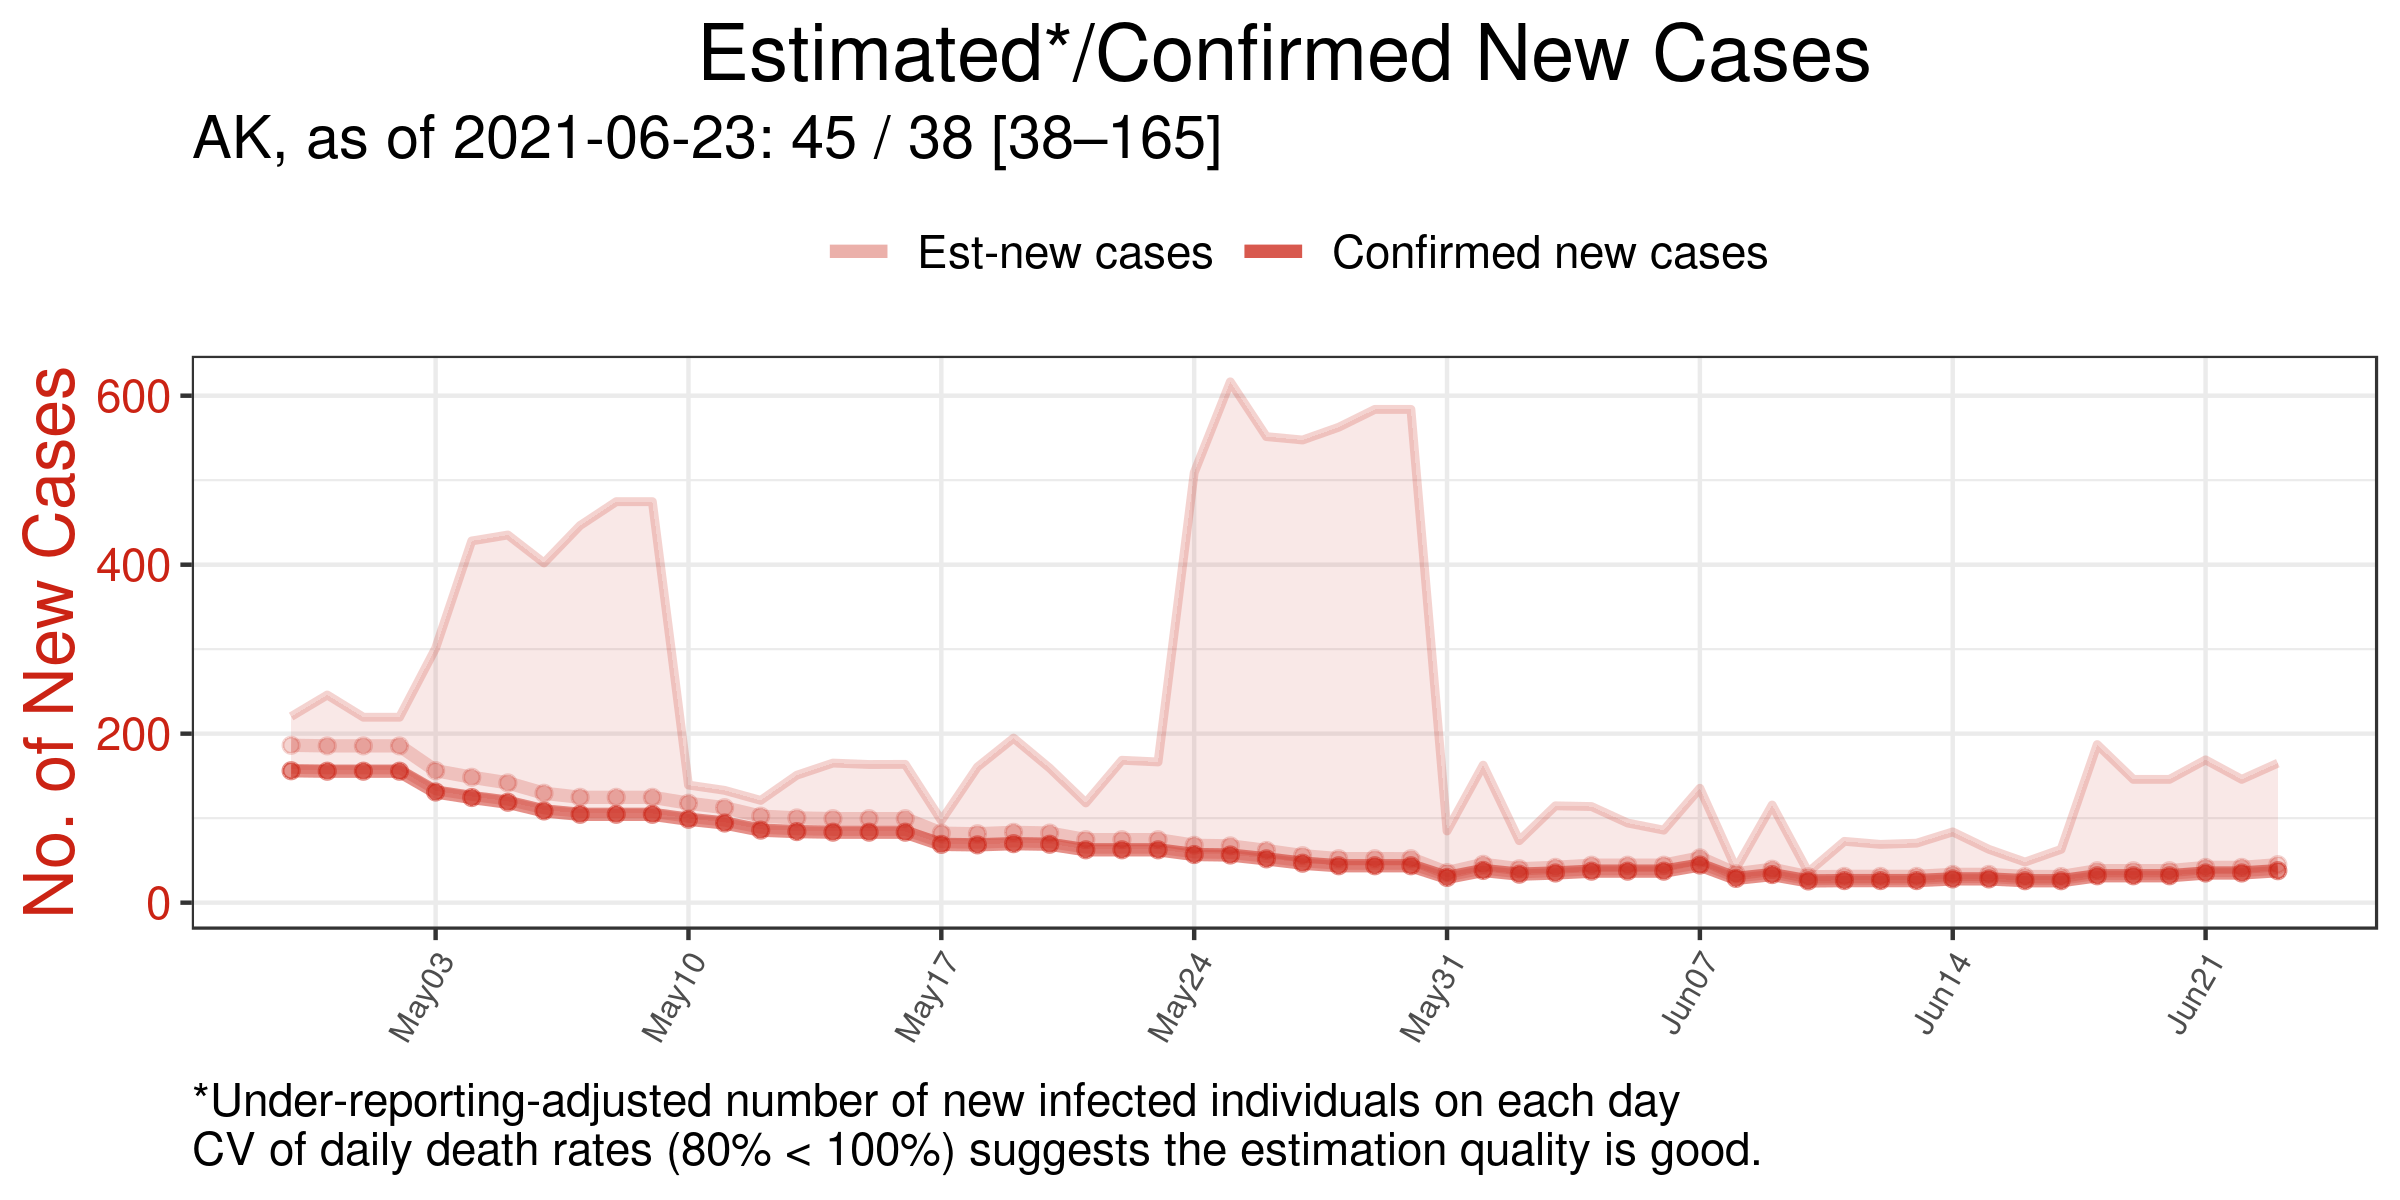 Estimated*/Confirmed New Cases
AK, as of 2021-06-23: 45 / 38 [38–165]
Est-new cases
Confirmed new cases
No. of New Cases
600
400
200
0
May03
May10
May17
May24
May31
Jun07
Jun14
Jun21
*Under-reporting-adjusted number of new infected individuals on each day
CV of daily death rates (80% < 100%) suggests the estimation quality is good.